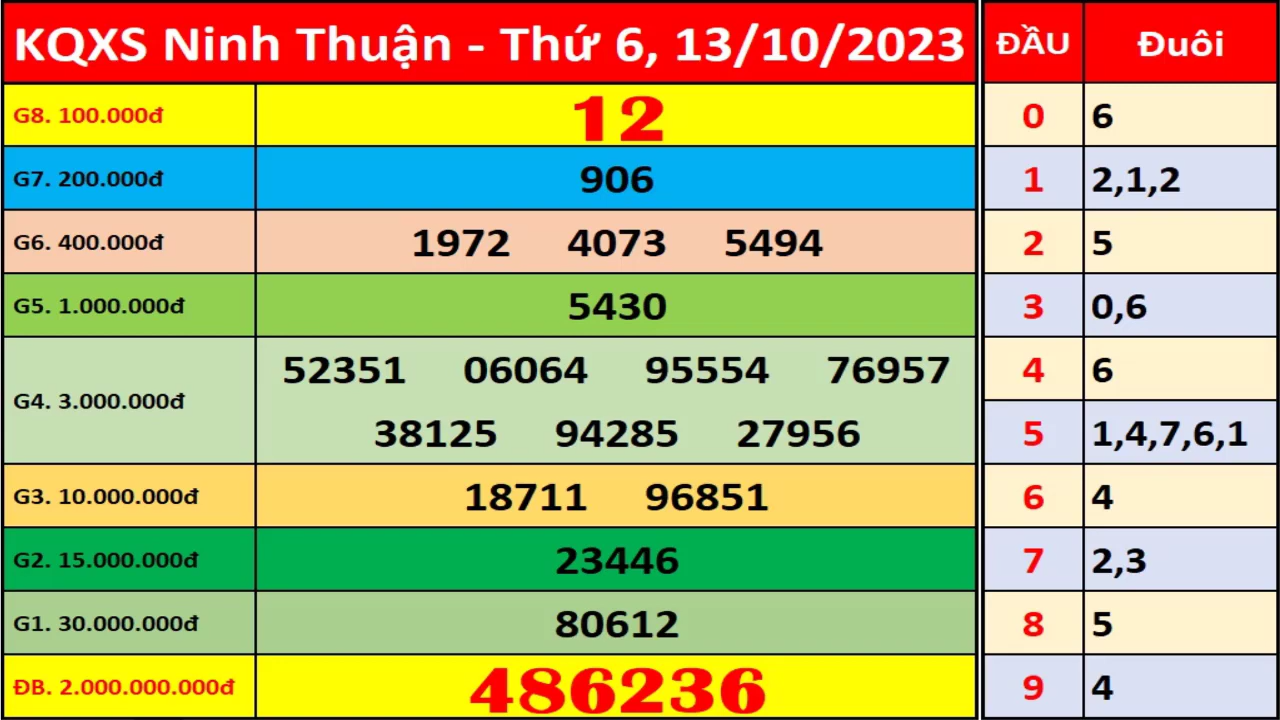 KQXS Ninh Thuận - Thứ 6, 13/10/2023
G8. 100.000đ 12
G7. 200.000đ 906
G6. 400.000đ 1972 4073 5494
G5. 1.000.000đ 5430
G4. 3.000.000đ 52351 06064 95554 76957
38125 94285 27956
G3. 10.000.000đ 18711 96851
G2. 15.000.000đ 23446
G1. 30.000.000đ 80612
ĐB. 2.000.000.000đ 486236
ĐẦU Đuôi
0 6
1 2,1,2
2 5
3 0,6
4 6
5 1,4,7,6,1
6 4
7 2,3
8 5
9 4